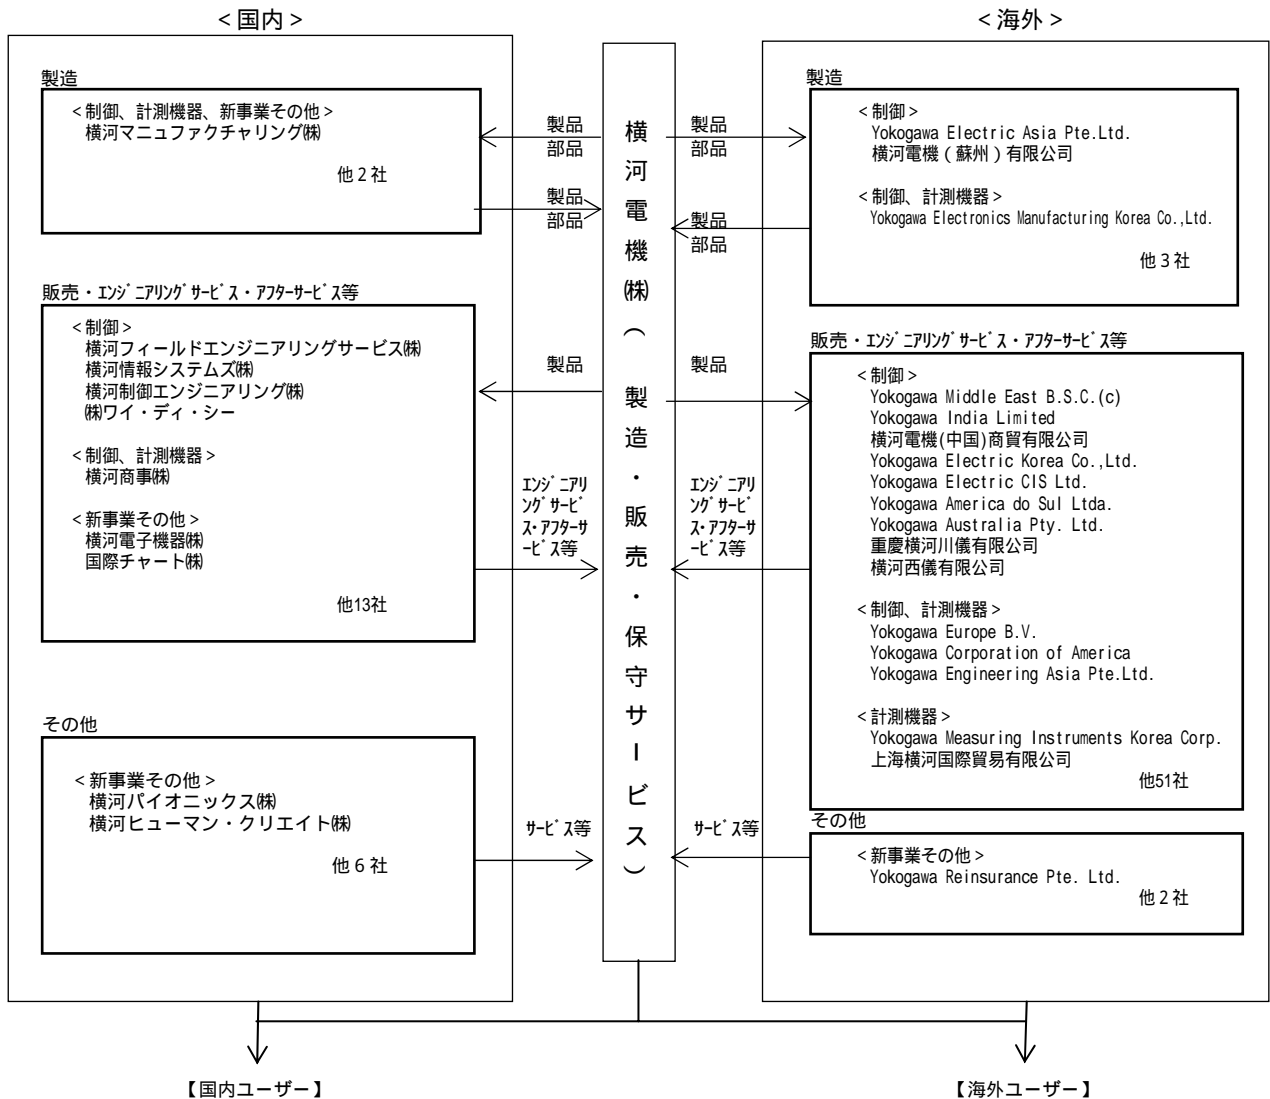 ＜国内＞
製造
＜制御、計測機器、新事業その他＞
横河マニュファクチャリング㈱
他２社
販売・ｴﾝｼﾞﾆｱﾘﾝｸﾞｻｰﾋﾞｽ・ｱﾌﾀｰｻｰﾋﾞｽ等
＜制御＞
横河フィールドエンジニアリングサービス㈱
横河情報システムズ㈱
横河制御エンジニアリング㈱
㈱ワイ・ディ・シー
＜制御、計測機器＞
横河商事㈱
＜新事業その他＞
横河電子機器㈱
国際チャート㈱
他13社
その他
＜新事業その他＞
横河パイオニックス㈱
横河ヒューマン・クリエイト㈱
他６社
製品
部品
製品
部品
製品
ｴﾝｼﾞﾆｱﾘ
ﾝｸﾞｻｰﾋﾞ
ｽ・ｱﾌﾀｰｻ
ｰﾋﾞｽ等
ｻｰﾋﾞｽ等
横河電機㈱（製造・販売・保守サービス）
製品
部品
製品
部品
製品
ｴﾝｼﾞﾆｱﾘ
ﾝｸﾞｻｰﾋﾞ
ｽ・ｱﾌﾀｰｻ
ｰﾋﾞｽ等
ｻｰﾋﾞｽ等
＜海外＞
製造
＜制御＞
Yokogawa Electric Asia Pte.Ltd.
横河電機（蘇州）有限公司
＜制御、計測機器＞
Yokogawa Electronics Manufacturing Korea Co.,Ltd.
他３社
販売・ｴﾝｼﾞﾆｱﾘﾝｸﾞｻｰﾋﾞｽ・ｱﾌﾀｰｻｰﾋﾞｽ等
＜制御＞
Yokogawa Middle East B.S.C.(c)
Yokogawa India Limited
横河電機(中国)商貿有限公司
Yokogawa Electric Korea Co.,Ltd.
Yokogawa Electric CIS Ltd.
Yokogawa America do Sul Ltda.
Yokogawa Australia Pty. Ltd.
重慶横河川儀有限公司
横河西儀有限公司
＜制御、計測機器＞
Yokogawa Europe B.V.
Yokogawa Corporation of America
Yokogawa Engineering Asia Pte.Ltd.
＜計測機器＞
Yokogawa Measuring Instruments Korea Corp.
上海横河国際貿易有限公司
他51社
その他
＜新事業その他＞
Yokogawa Reinsurance Pte. Ltd.
他２社
【国内ユーザー】
【海外ユーザー】